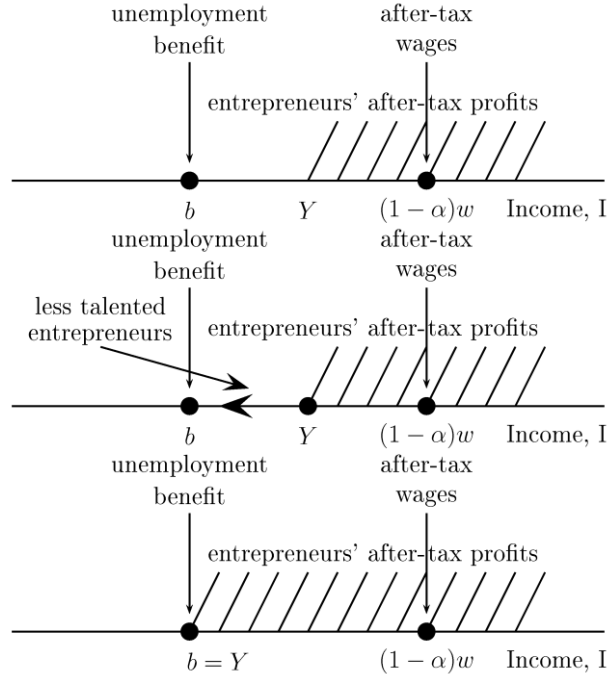 unemployment
benefit
after-tax
wages
entrepreneurs' after-tax profits
b
Y
(1 − α)w
Income, I
unemployment
benefit
after-tax
wages
less talented
entrepreneurs
entrepreneurs' after-tax profits
b
Y
(1 − α)w
Income, I
unemployment
benefit
after-tax
wages
entrepreneurs' after-tax profits
b = Y
(1 − α)w
Income, I